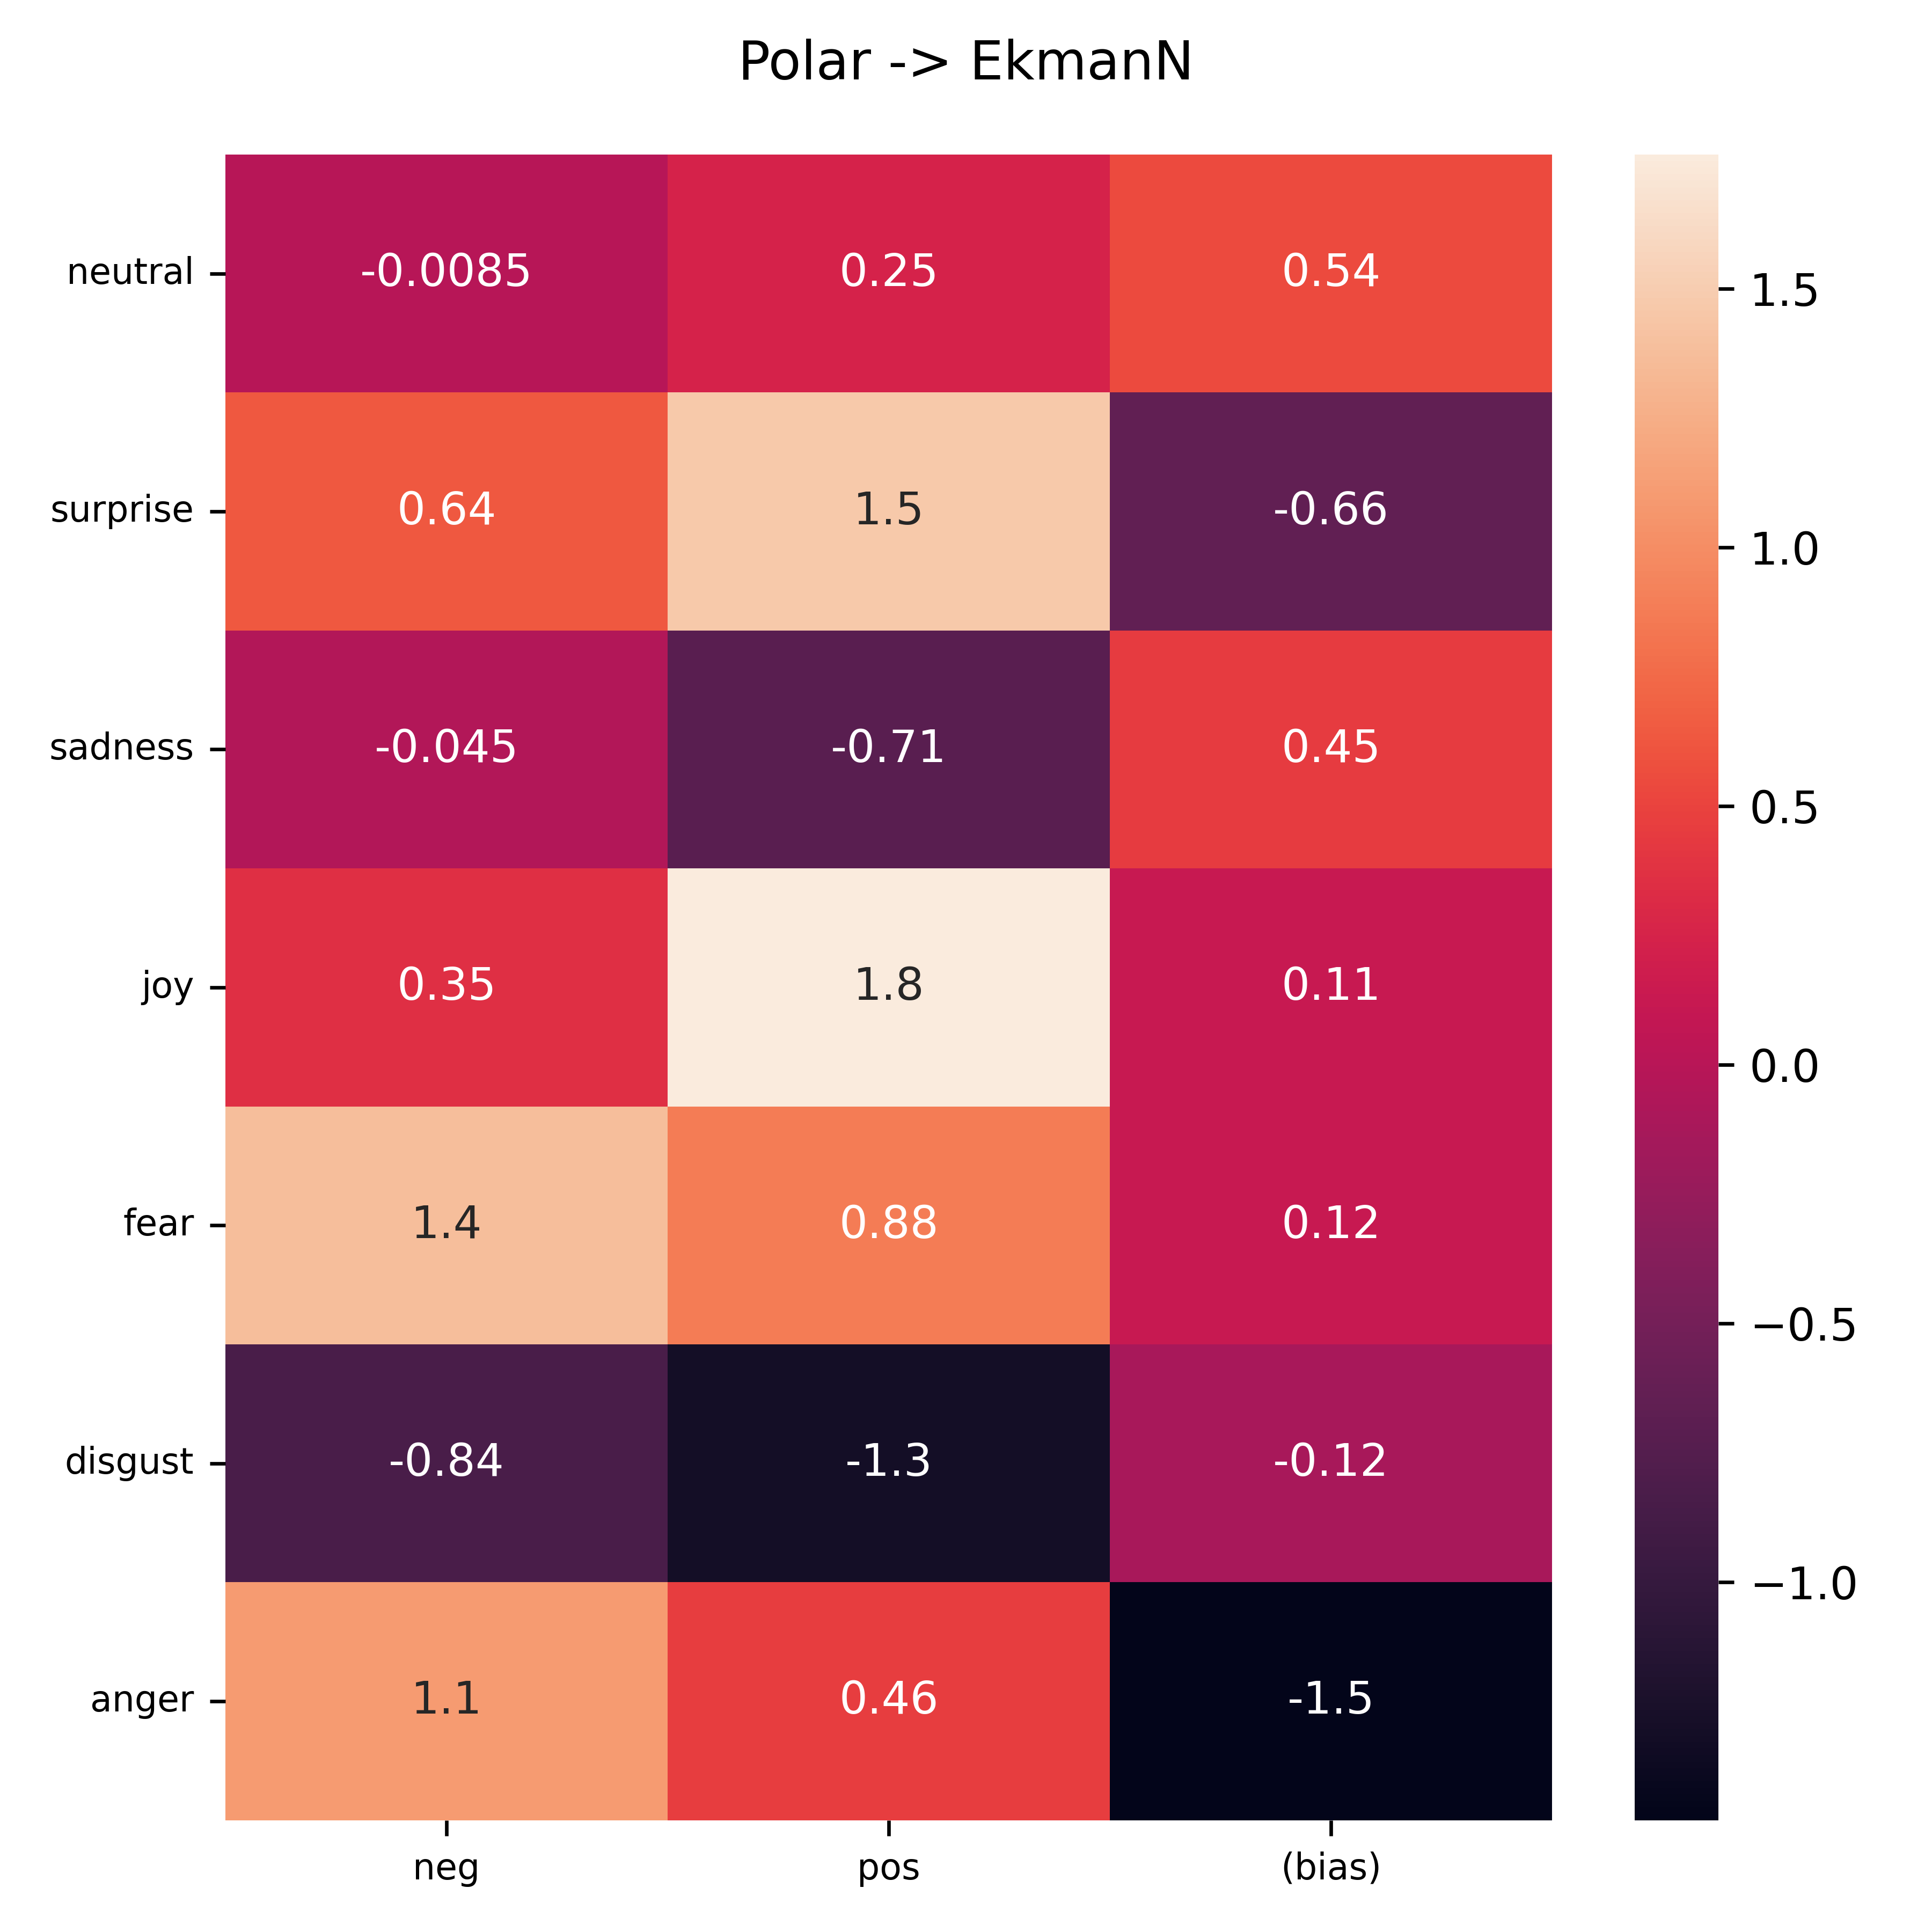 Polar -> EkmanN
neutral -0.0085 0.25 0.54
surprise 0.64 1.5 -0.66
sadness -0.045 -0.71 0.45
joy 0.35 1.8 0.11
fear 1.4 0.88 0.12
disgust -0.84 -1.3 -0.12
anger 1.1 0.46 -1.5
neg pos (bias)
1.5
1.0
0.5
0.0
−0.5
−1.0